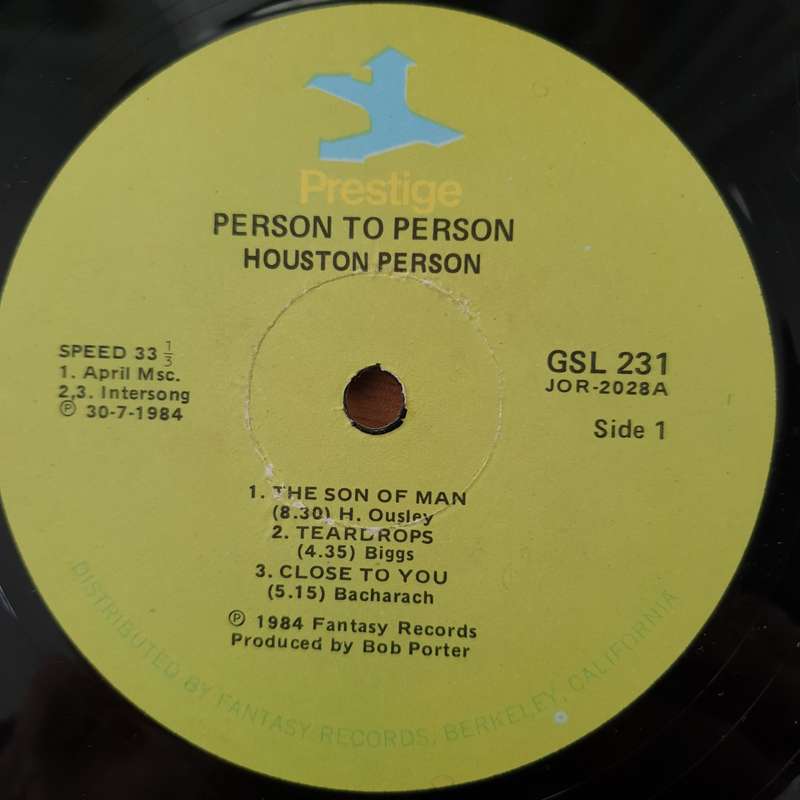 Prestige
PERSON TO PERSON
HOUSTON PERSON
SPEED 33 1/3
1. April Msc.
2,3. Intersong
℗ 30-7-1984
GSL 231
JOR-2028A
Side 1
1. THE SON OF MAN
(8.30) H. Ousley
2. TEARDROPS
(4.35) Biggs
3. CLOSE TO YOU
(5.15) Bacharach
℗ 1984 Fantasy Records
Produced by Bob Porter
DISTRIBUTED BY FANTASY RECORDS, BERKELEY, CALIFORNIA